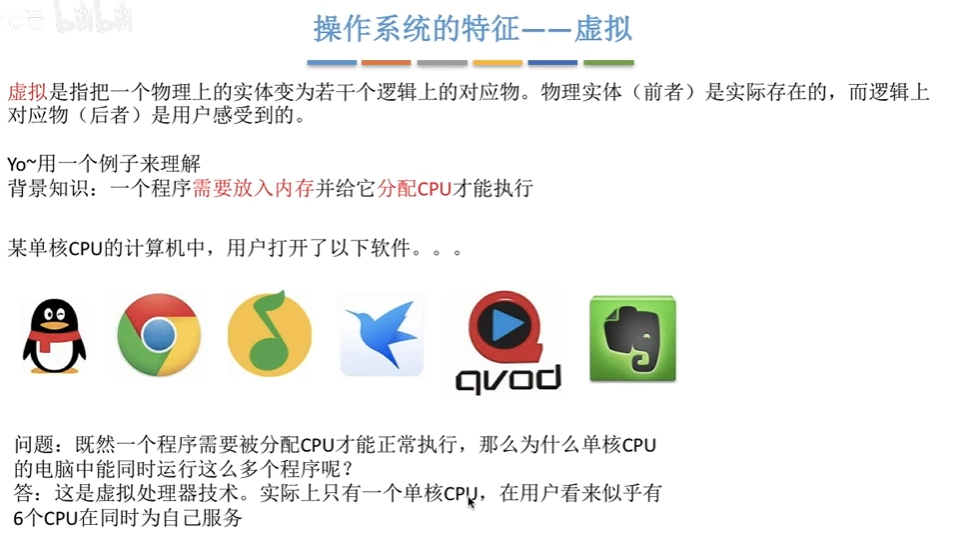 bilibili
操作系统的特征——虚拟
虚拟是指把一个物理上的实体变为若干个逻辑上的对应物。物理实体（前者）是实际存在的，而逻辑上
对应物（后者）是用户感受到的。
Yo~用一个例子来理解
背景知识：一个程序需要放入内存并给它分配CPU才能执行
某单核CPU的计算机中，用户打开了以下软件。。。
qvod
问题：既然一个程序需要被分配CPU才能正常执行，那么为什么单核CPU
的电脑中能同时运行这么多个程序呢？
答：这是虚拟处理器技术。实际上只有一个单核CPU，在用户看来似乎有
6个CPU在同时为自己服务